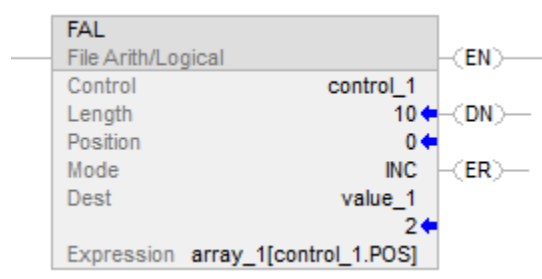 FAL
File Arith/Logical (EN)
Control control_1
Length 10 (DN)
Position 0
Mode INC (ER)
Dest value_1
2
Expression array_1[control_1.POS]